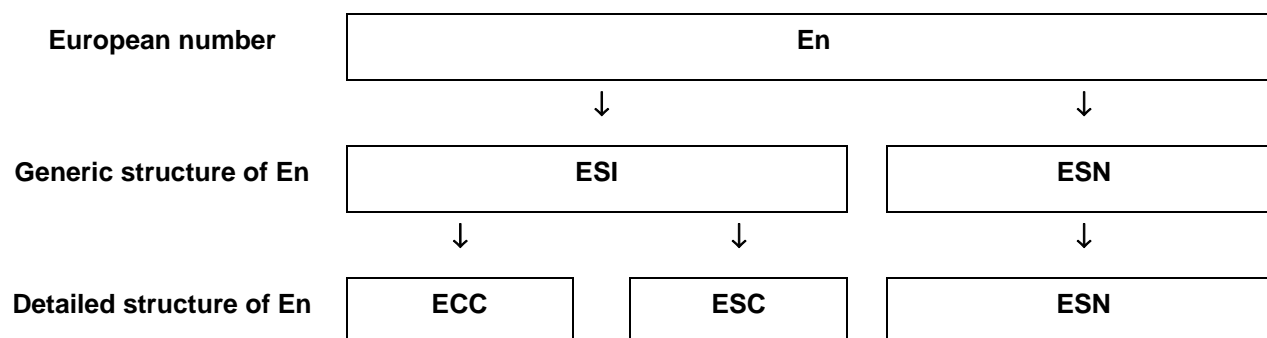 European number En
↓ ↓
Generic structure of En ESI ESN
↓ ↓ ↓
Detailed structure of En ECC ESC ESN